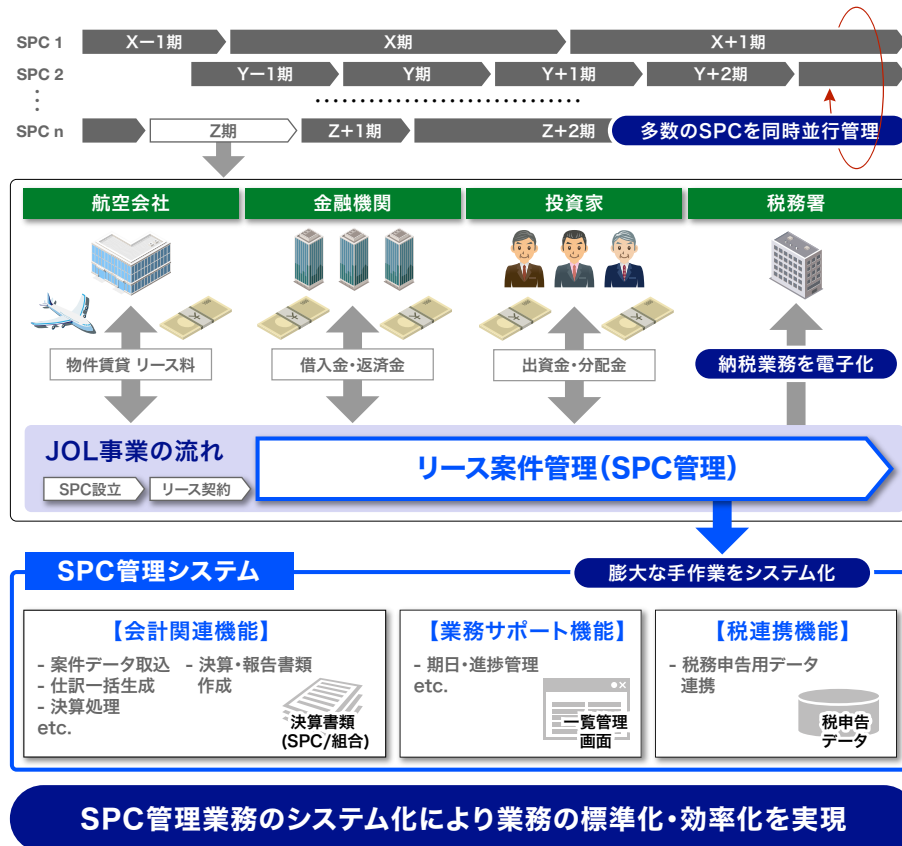 SPC 1
X－1期
X期
X+1期
SPC 2
Y－1期
Y期
Y+1期
Y+2期
SPC n
Z期
Z+1期
Z+2期
多数のSPCを同時並行管理
航空会社
金融機関
投資家
税務署
物件賃貸 リース料
借入金・返済金
出資金・分配金
納税業務を電子化
JOL事業の流れ
SPC設立
リース契約
リース案件管理(SPC管理)
SPC管理システム
膨大な手作業をシステム化
【会計関連機能】
- 案件データ取込
- 仕訳一括生成
- 決算処理
etc.
- 決算・報告書類
作成
決算書類
(SPC/組合)
【業務サポート機能】
- 期日・進捗管理
etc.
一覧管理
画面
【税連携機能】
- 税務申告用データ
連携
税申告
データ
SPC管理業務のシステム化により業務の標準化・効率化を実現